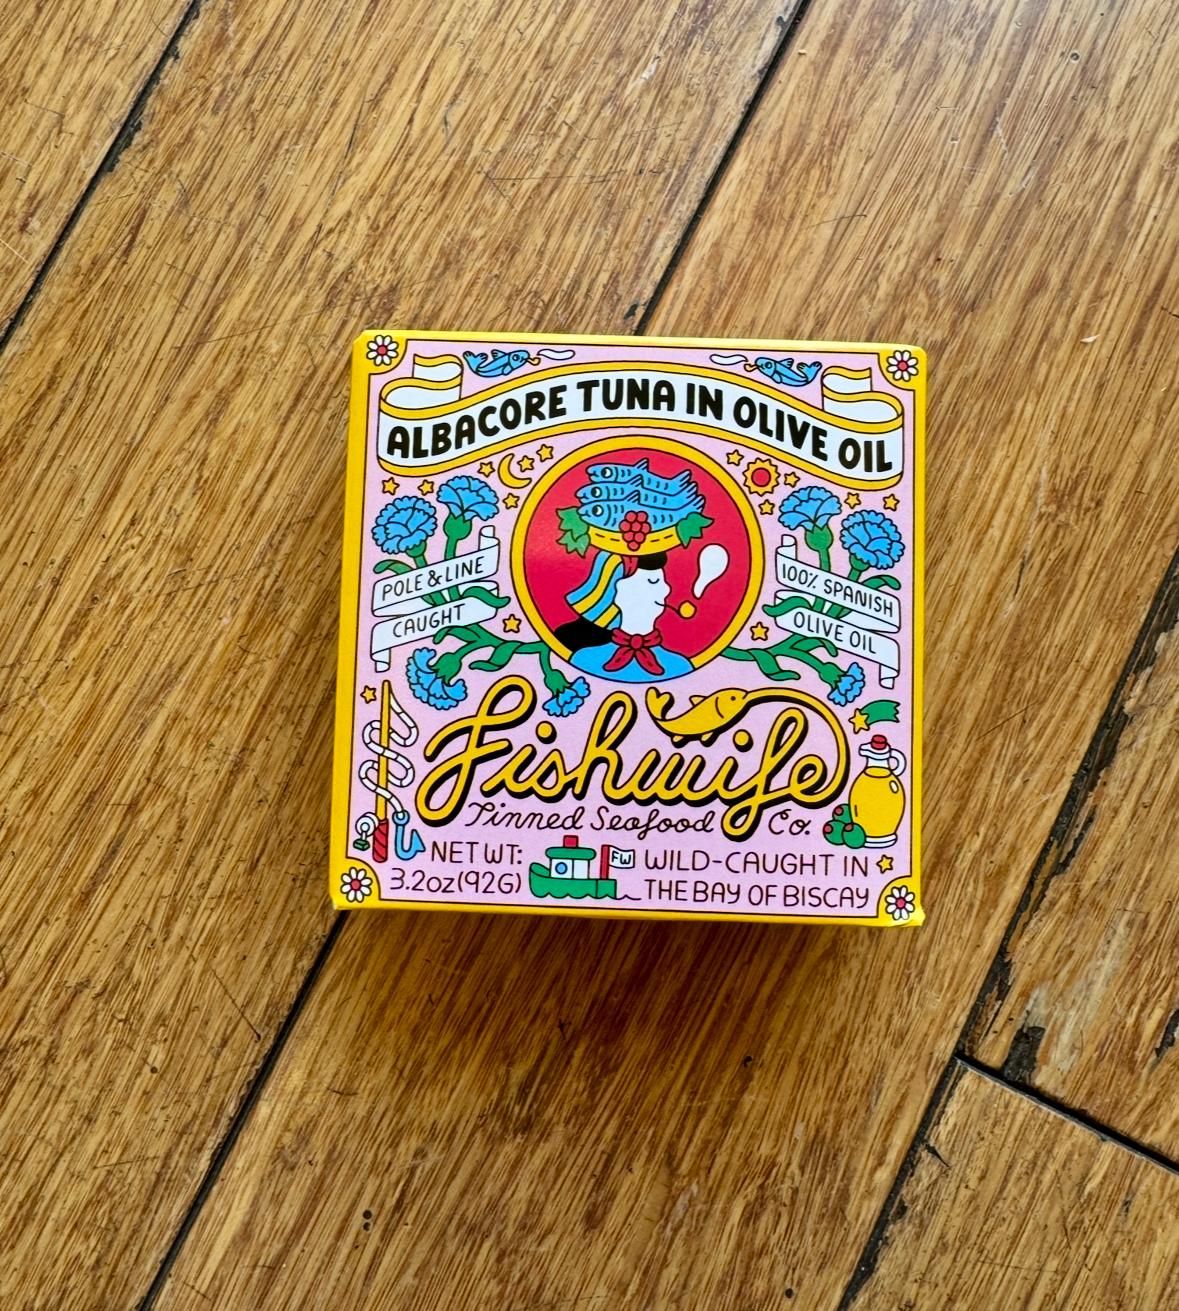 ALBACORE TUNA IN OLIVE OIL
POLE & LINE
CAUGHT
100% SPANISH
OLIVE OIL
Fishwife
Tinned Seafood Co.
NET WT:
3.2oz(92G)
FW
WILD-CAUGHT IN
THE BAY OF BISCAY